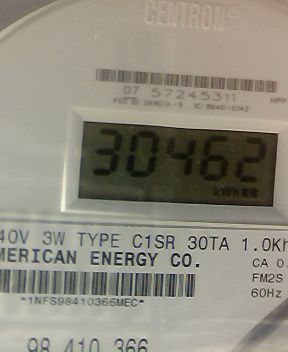 CENTRON®
07 57245311
30462
kWh
40V 3W TYPE C1SR 30TA 1.0Kh
MERICAN ENERGY CO.
CA 0.
FM2S
60Hz
*1NFS98410366MEC*
98 410 366